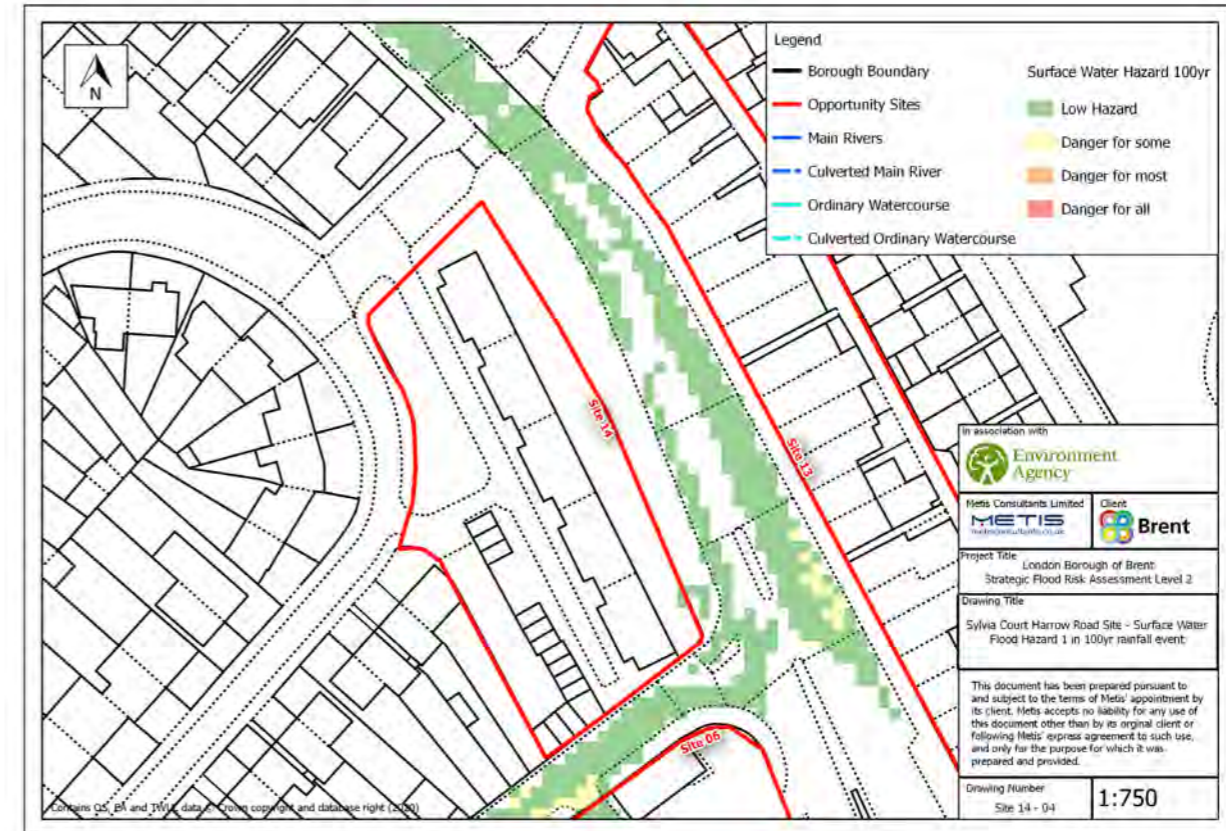 N
Legend
Borough Boundary
Opportunity Sites
Main Rivers
Culverted Main River
Ordinary Watercourse
Culverted Ordinary Watercourse
Surface Water Hazard 100yr
Low Hazard
Danger for some
Danger for most
Danger for all
Site 14
Site 13
Site 06
In association with
Environment
Agency
Metis Consultants Limited
METIS
Client
Brent
Project Title
London Borough of Brent
Strategic Flood Risk Assessment Level 2
Drawing Title
Sylvia Court Harrow Road Site - Surface Water
Flood Hazard 1 in 100yr rainfall event
This document has been prepared pursuant to
and subject to the terms of Metis' appointment by
its client. Metis accepts no liability for any use of
this document other than by its orginal client or
following Metis' express agreement to such use,
and only for the purpose for which it was
prepared and provided.
Drawing Number
Site 14 - 04
1:750
Contains OS, EA and TWUL data © Crown copyright and database right (2020)